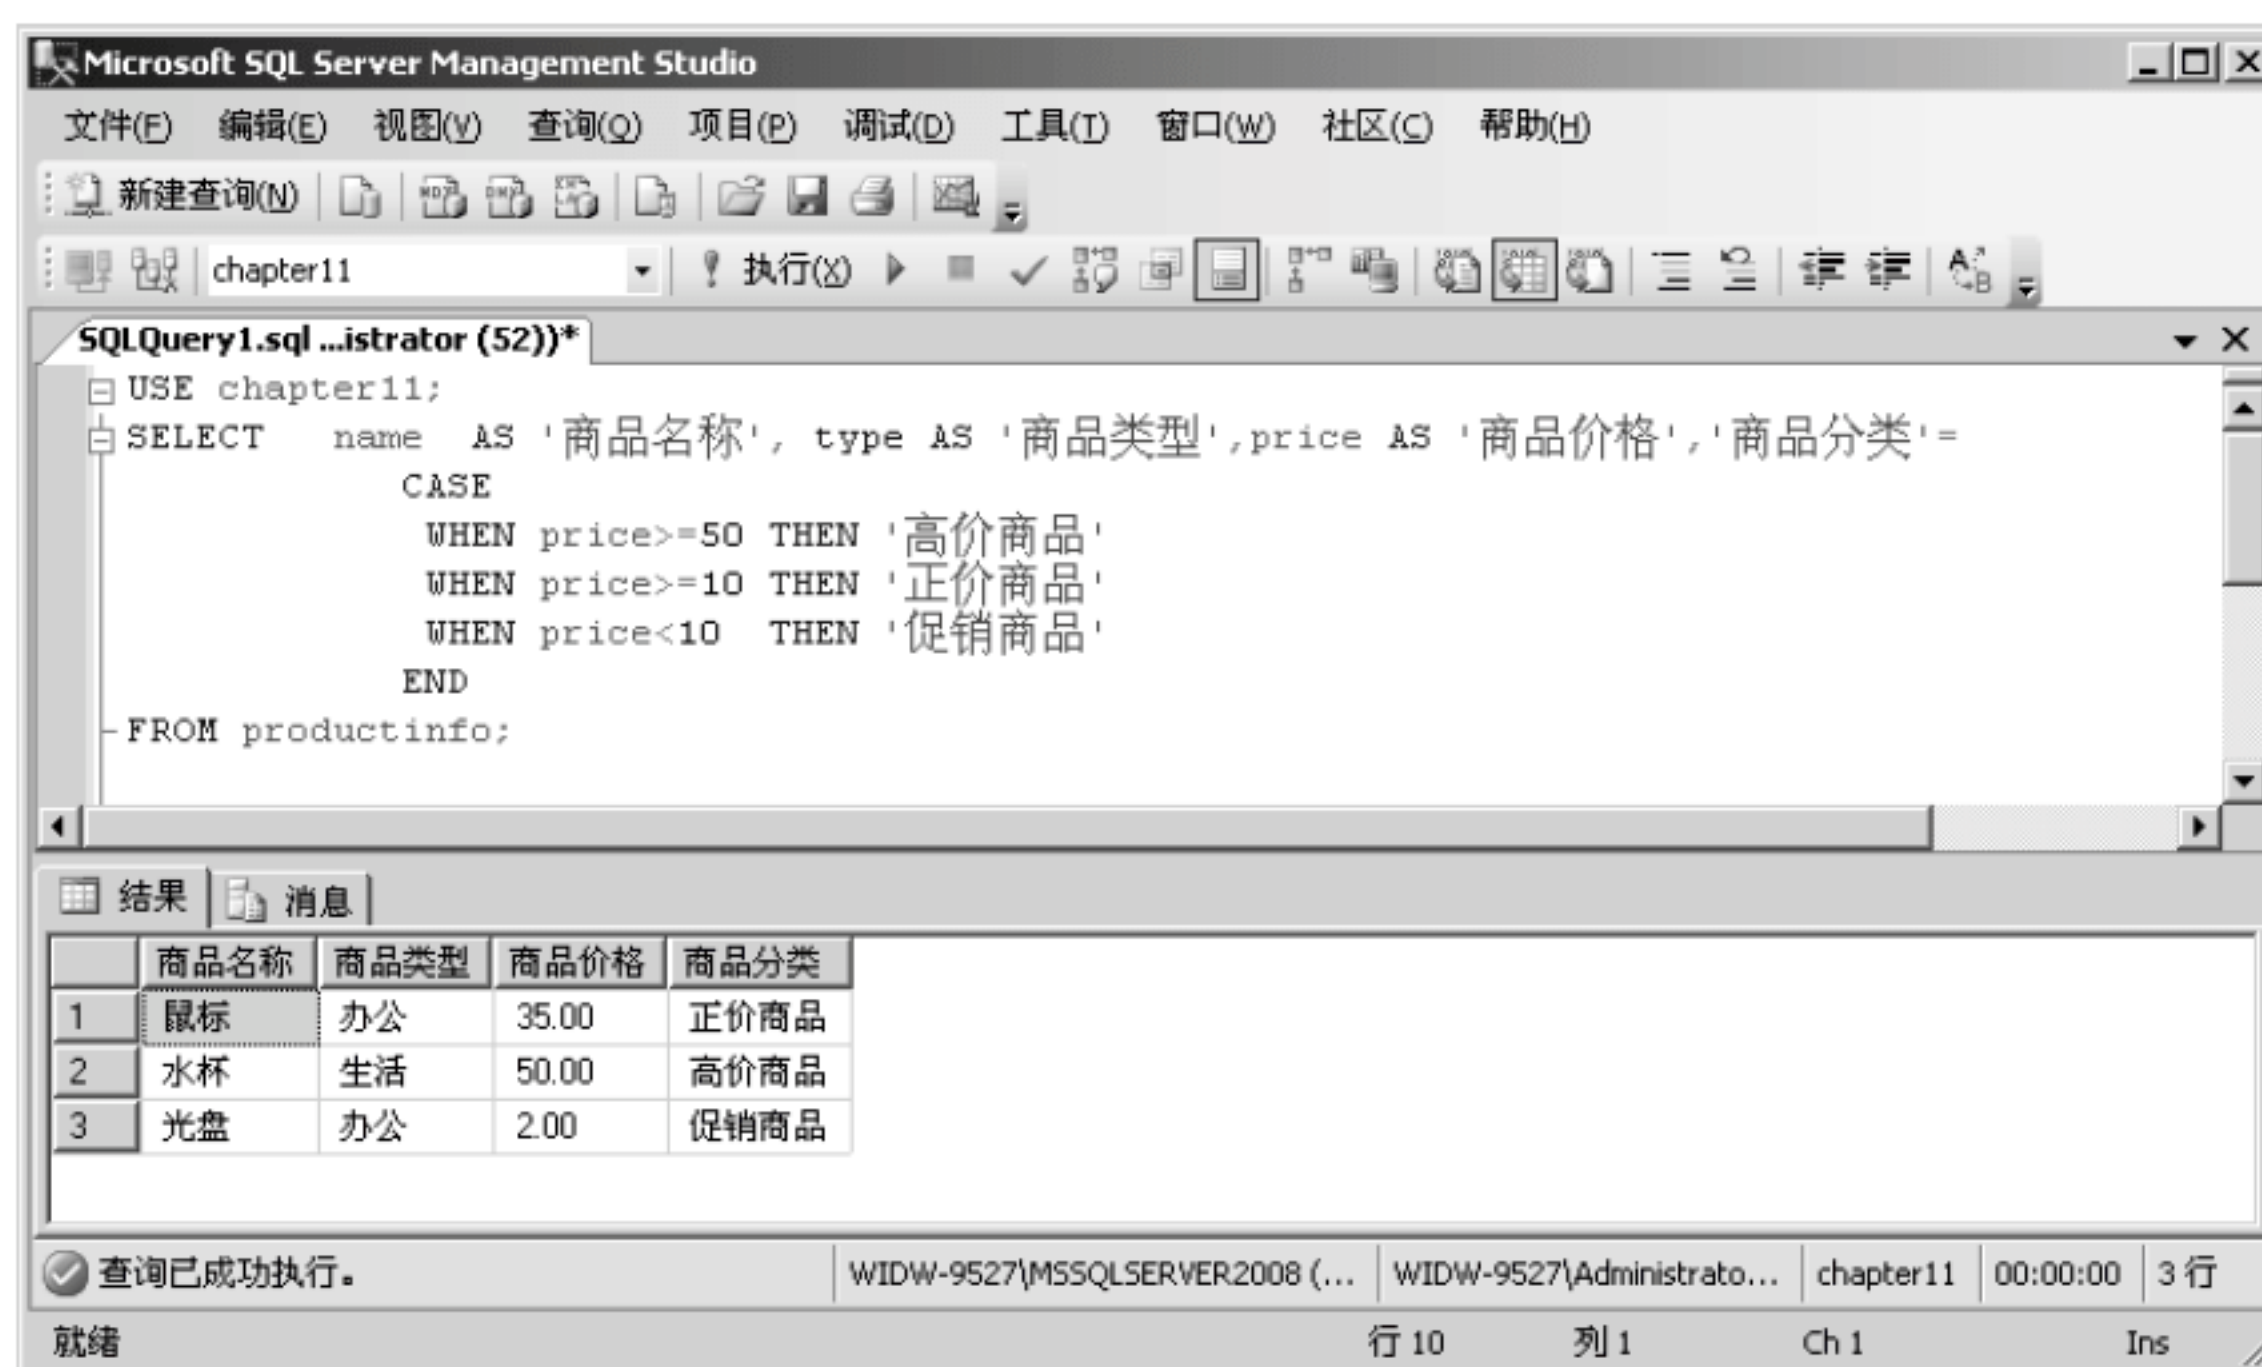 Microsoft SQL Server Management Studio
文件(F) 编辑(E) 视图(V) 查询(Q) 项目(P) 调试(D) 工具(T) 窗口(W) 社区(C) 帮助(H)
新建查询(N)
chapter11 执行(X)
SQLQuery1.sql ...istrator (52))*
USE chapter11;
SELECT name AS '商品名称', type AS '商品类型',price AS '商品价格','商品分类'=
CASE
WHEN price>=50 THEN '高价商品'
WHEN price>=10 THEN '正价商品'
WHEN price<10 THEN '促销商品'
END
FROM productinfo;
结果 消息
商品名称 商品类型 商品价格 商品分类
1 鼠标 办公 35.00 正价商品
2 水杯 生活 50.00 高价商品
3 光盘 办公 2.00 促销商品
查询已成功执行。 WIDW-9527\MSSQLSERVER2008 (... WIDW-9527\Administrato... chapter11 00:00:00 3 行
就绪 行 10 列 1 Ch 1 Ins